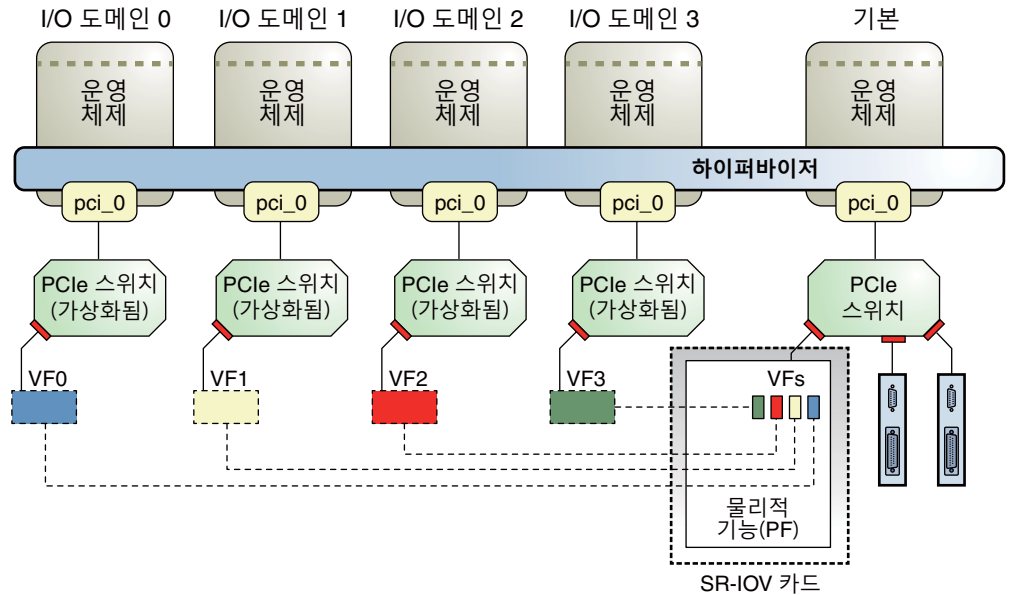 I/O 도메인 0
I/O 도메인 1
I/O 도메인 2
I/O 도메인 3
기본
운영
체제
운영
체제
운영
체제
운영
체제
운영
체제
하이퍼바이저
pci_0
pci_0
pci_0
pci_0
pci_0
PCIe 스위치
(가상화됨)
PCIe 스위치
(가상화됨)
PCIe 스위치
(가상화됨)
PCIe 스위치
(가상화됨)
PCIe
스위치
VF0
VF1
VF2
VF3
VFs
물리적
기능(PF)
SR-IOV 카드